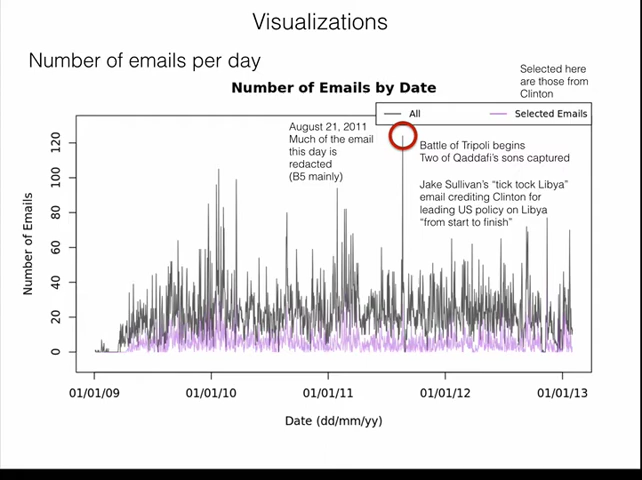 Visualizations
Number of emails per day
Selected here
are those from
Clinton
Number of Emails by Date
All
Selected Emails
August 21, 2011
Much of the email
this day is
redacted
(B5 mainly)
Battle of Tripoli begins
Two of Qaddafi's sons captured
Jake Sullivan's "tick tock Libya"
email crediting Clinton for
leading US policy on Libya
"from start to finish"
Number of Emails
120
100
80
60
40
20
0
01/01/09
01/01/10
01/01/11
01/01/12
01/01/13
Date (dd/mm/yy)